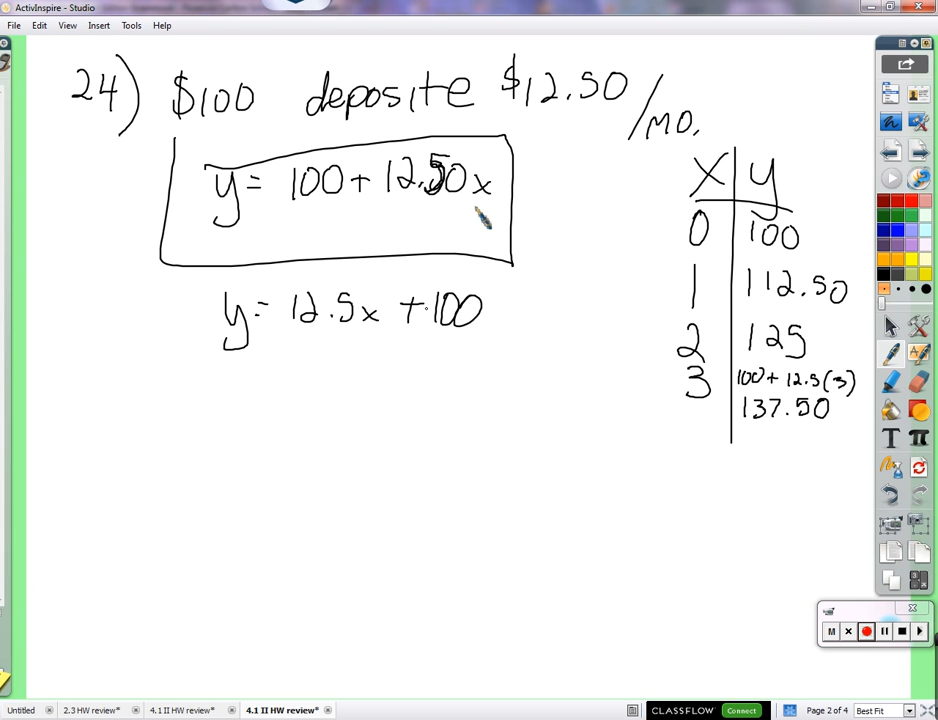 ActivInspire - Studio
File Edit View Insert Tools Help
24) $100 deposite $12.50 /mo.
y = 100 + 12.50x
y = 12.5x + 100
x y
0 100
1 112.50
2 125
3 100 + 12.5(3)
137.50
M
Untitled 2.3 HW review* 4.1 II HW review* 4.1 II HW review*
CLASSFLOW Connect
Page 2 of 4 Best Fit